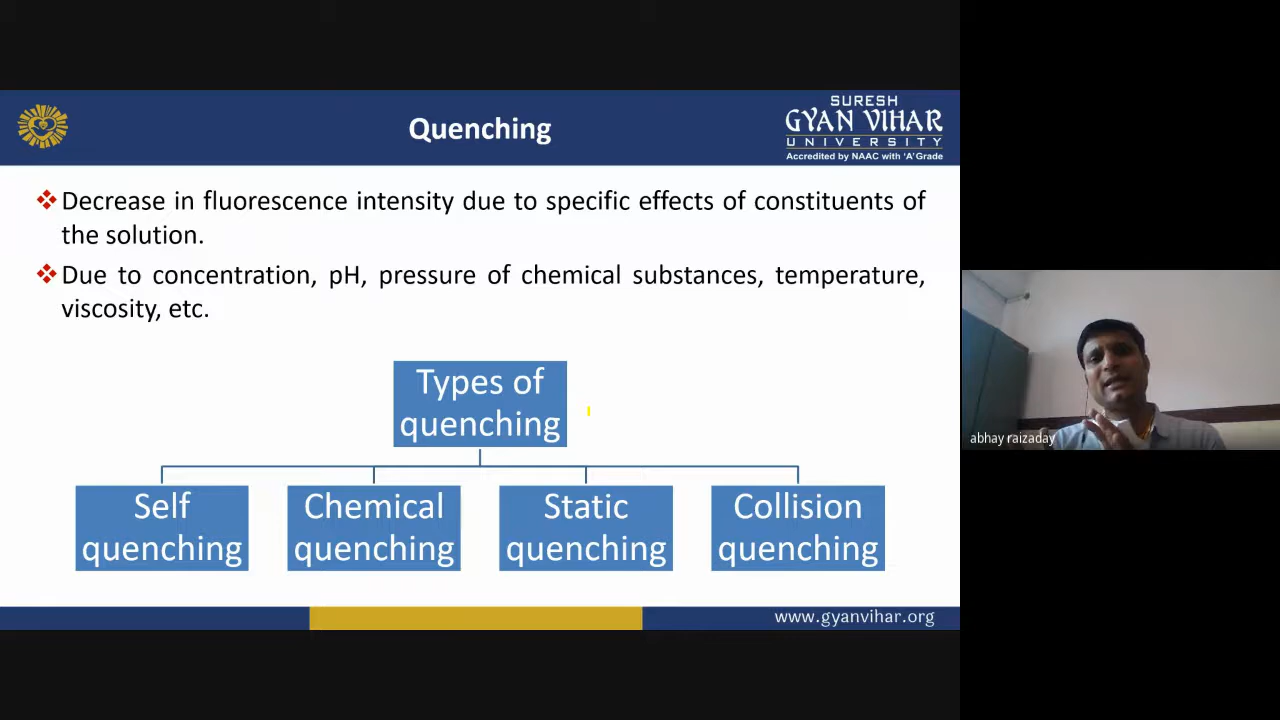 Quenching
SURESH
GYAN VIHAR
UNIVERSITY
Accredited by NAAC with 'A' Grade
❖Decrease in fluorescence intensity due to specific effects of constituents of
the solution.
❖Due to concentration, pH, pressure of chemical substances, temperature,
viscosity, etc.
Types of
quenching
Self
quenching
Chemical
quenching
Static
quenching
Collision
quenching
www.gyanvihar.org
abhay raizaday